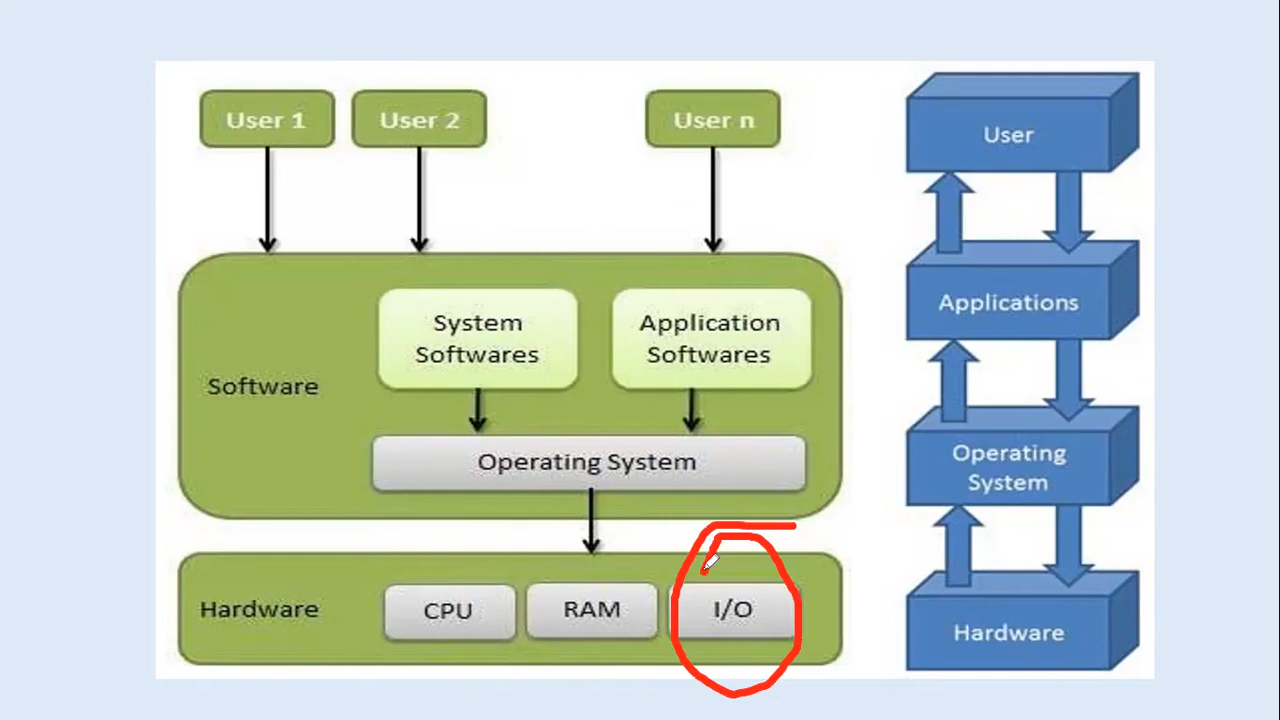 User 1
User 2
User n
System
Softwares
Application
Softwares
Software
Operating System
Hardware
CPU
RAM
I/O
User
Applications
Operating
System
Hardware